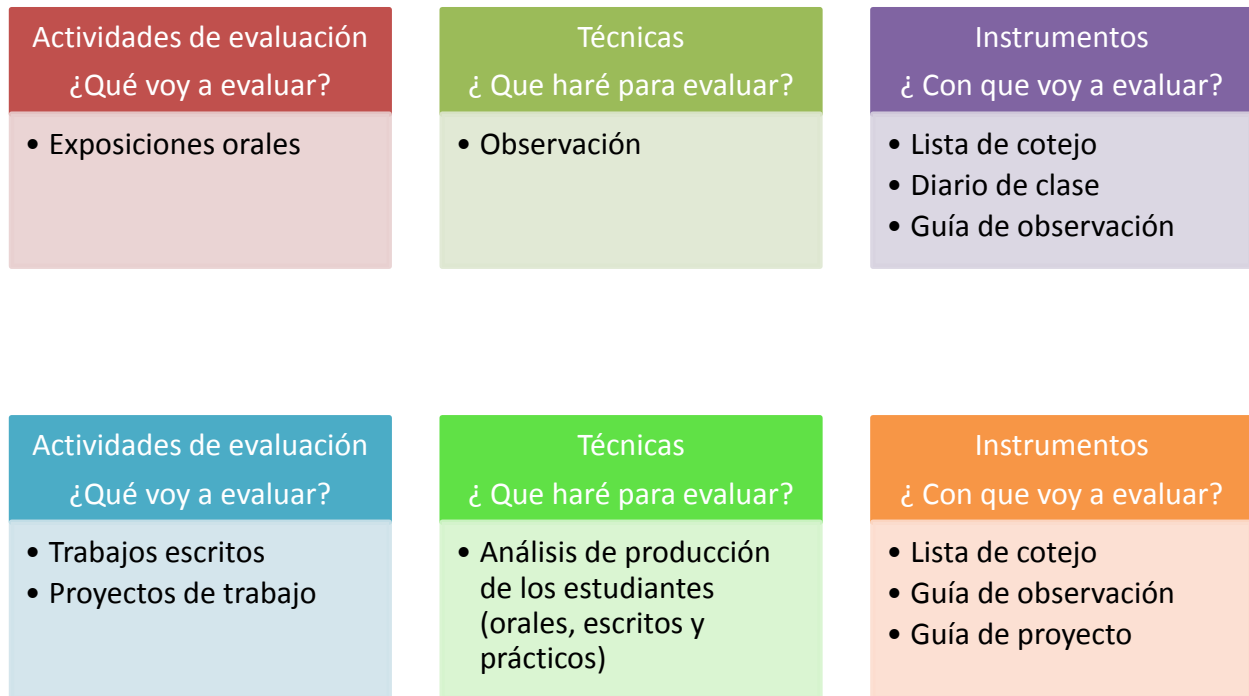 Actividades de evaluación
¿Qué voy a evaluar?
• Exposiciones orales
Técnicas
¿ Que haré para evaluar?
• Observación
Instrumentos
¿ Con que voy a evaluar?
• Lista de cotejo
• Diario de clase
• Guía de observación
Actividades de evaluación
¿Qué voy a evaluar?
• Trabajos escritos
• Proyectos de trabajo
Técnicas
¿ Que haré para evaluar?
• Análisis de producción
de los estudiantes
(orales, escritos y
prácticos)
Instrumentos
¿ Con que voy a evaluar?
• Lista de cotejo
• Guía de observación
• Guía de proyecto